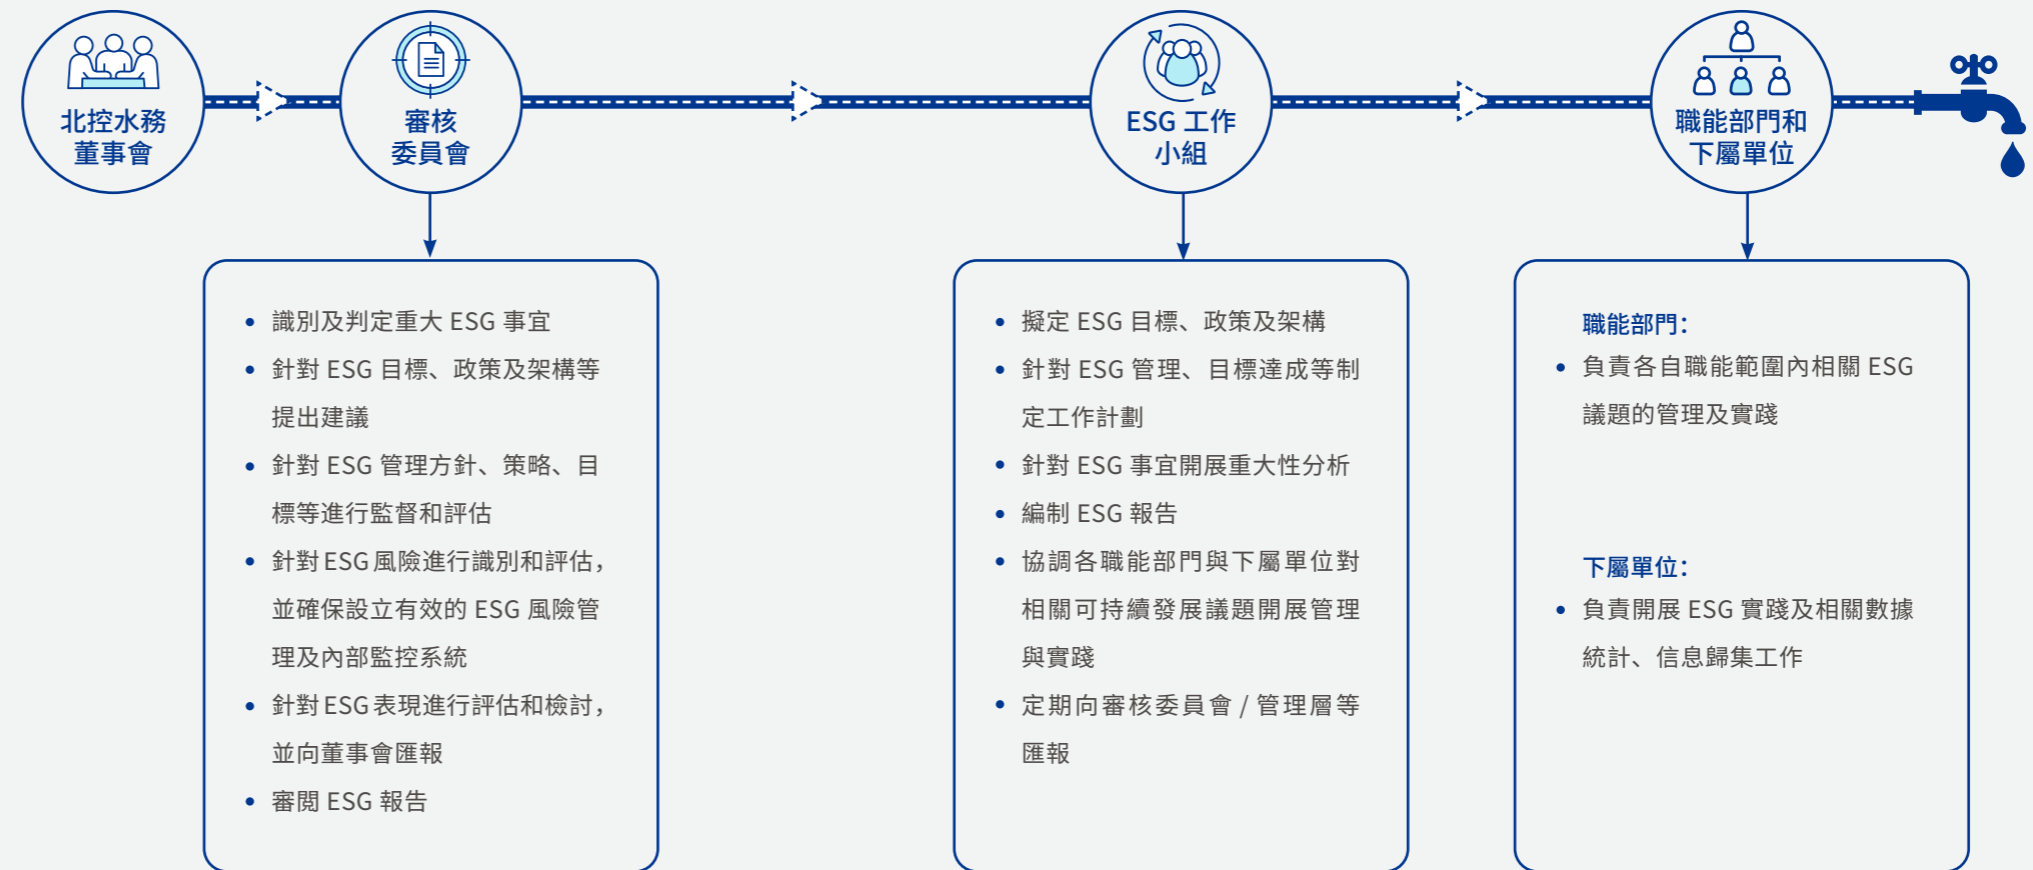 北控水務
董事會
審核
委員會
ESG 工作
小組
職能部門和
下屬單位
• 識別及判定重大 ESG 事宜
• 針對 ESG 目標、政策及架構等
提出建議
• 針對 ESG 管理方針、策略、目
標等進行監督和評估
• 針對 ESG 風險進行識別和評估，
並確保設立有效的 ESG 風險管
理及內部監控系統
• 針對 ESG 表現進行評估和檢討，
並向董事會匯報
• 審閲 ESG 報告
• 擬定 ESG 目標、政策及架構
• 針對 ESG 管理、目標達成等制
定工作計劃
• 針對 ESG 事宜開展重大性分析
• 編制 ESG 報告
• 協調各職能部門與下屬單位對
相關可持續發展議題開展管理
與實踐
• 定期向審核委員會 / 管理層等
匯報
職能部門：
• 負責各自職能範圍內相關 ESG
議題的管理及實踐
下屬單位：
• 負責開展 ESG 實踐及相關數據
統計、信息歸集工作